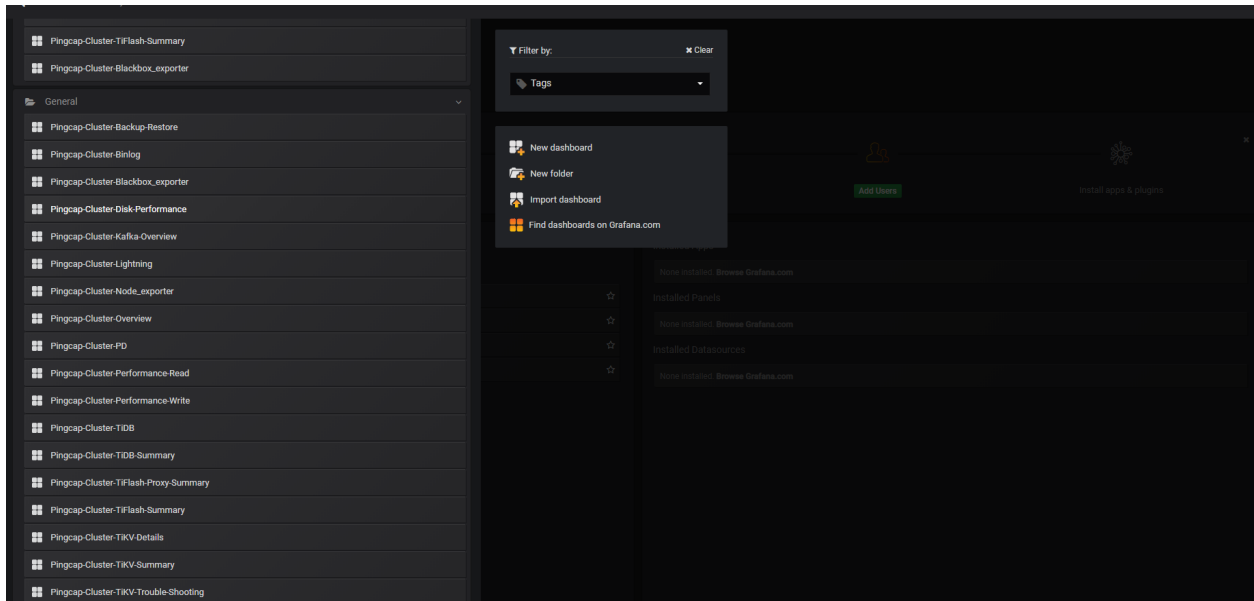 Pingcap-Cluster-TiFlash-Summary
Pingcap-Cluster-Blackbox_exporter
General
Pingcap-Cluster-Backup-Restore
Pingcap-Cluster-Binlog
Pingcap-Cluster-Blackbox_exporter
Pingcap-Cluster-Disk-Performance
Pingcap-Cluster-Kafka-Overview
Pingcap-Cluster-Lightning
Pingcap-Cluster-Node_exporter
Pingcap-Cluster-Overview
Pingcap-Cluster-PD
Pingcap-Cluster-Performance-Read
Pingcap-Cluster-Performance-Write
Pingcap-Cluster-TiDB
Pingcap-Cluster-TiDB-Summary
Pingcap-Cluster-TiFlash-Proxy-Summary
Pingcap-Cluster-TiFlash-Summary
Pingcap-Cluster-TiKV-Details
Pingcap-Cluster-TiKV-Summary
Pingcap-Cluster-TiKV-Trouble-Shooting
Filter by: Clear
Tags
New dashboard
New folder
Import dashboard
Find dashboards on Grafana.com
Add Users
Install apps & plugins
None installed. Browse Grafana.com
Installed Panels
None installed. Browse Grafana.com
Installed Datasources
None installed. Browse Grafana.com